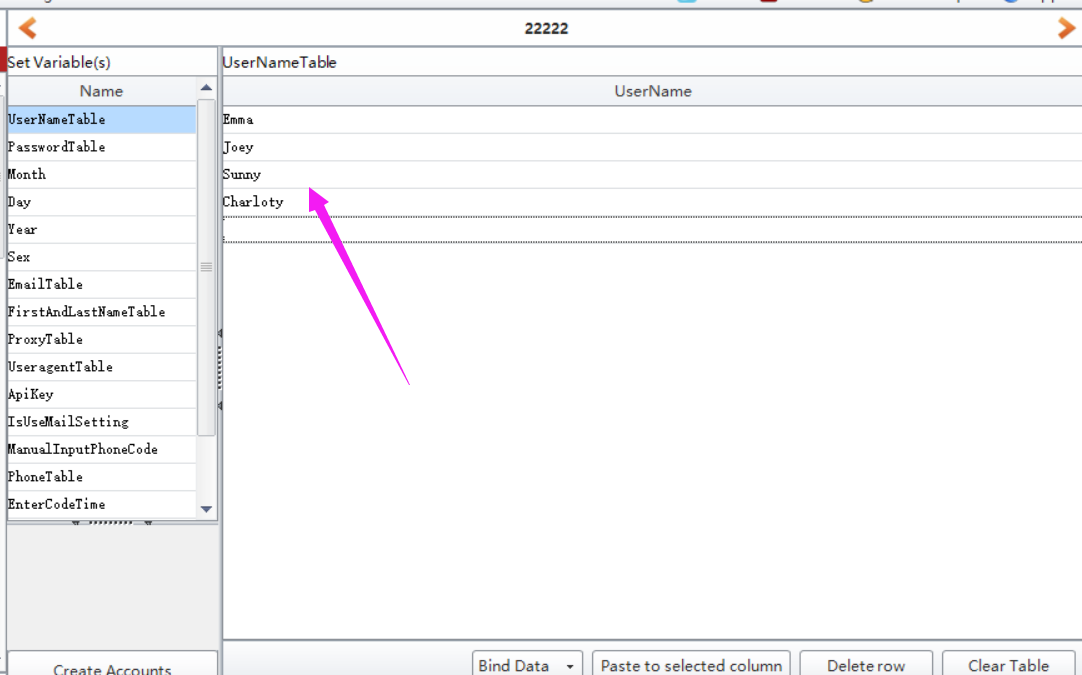 22222
Set Variable(s)
UserNameTable
Name
UserName
UserNameTable
PasswordTable
Month
Day
Year
Sex
EmailTable
FirstAndLastNameTable
ProxyTable
UseragentTable
ApiKey
IsUseMailSetting
ManualInputPhoneCode
PhoneTable
EnterCodeTime
Emma
Joey
Sunny
Charloty
Create Accounts
Bind Data
Paste to selected column
Delete row
Clear Table